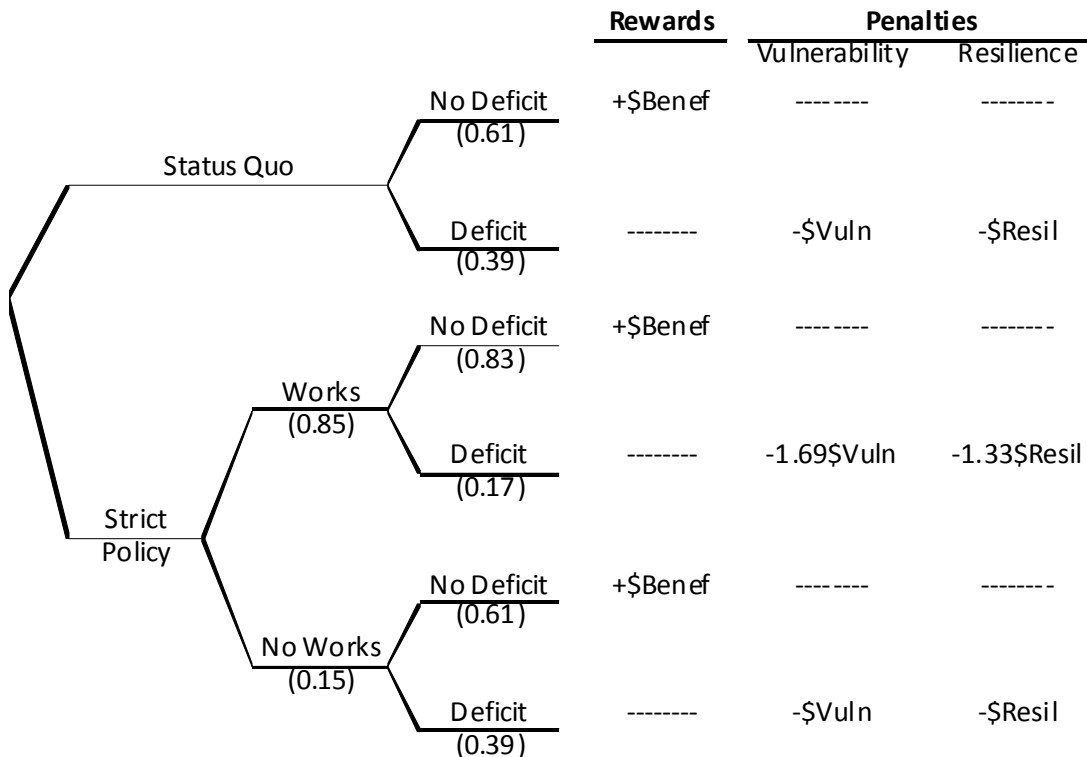 Rewards Penalties
Vulnerability Resilience
No Deficit +$Benef -------- --------
(0.61)
Status Quo
Deficit -------- -$Vuln -$Resil
(0.39)
No Deficit +$Benef -------- --------
(0.83)
Works
(0.85)
Deficit -------- -1.69$Vuln -1.33$Resil
(0.17)
Strict
Policy
No Deficit +$Benef -------- --------
(0.61)
No Works
(0.15)
Deficit -------- -$Vuln -$Resil
(0.39)